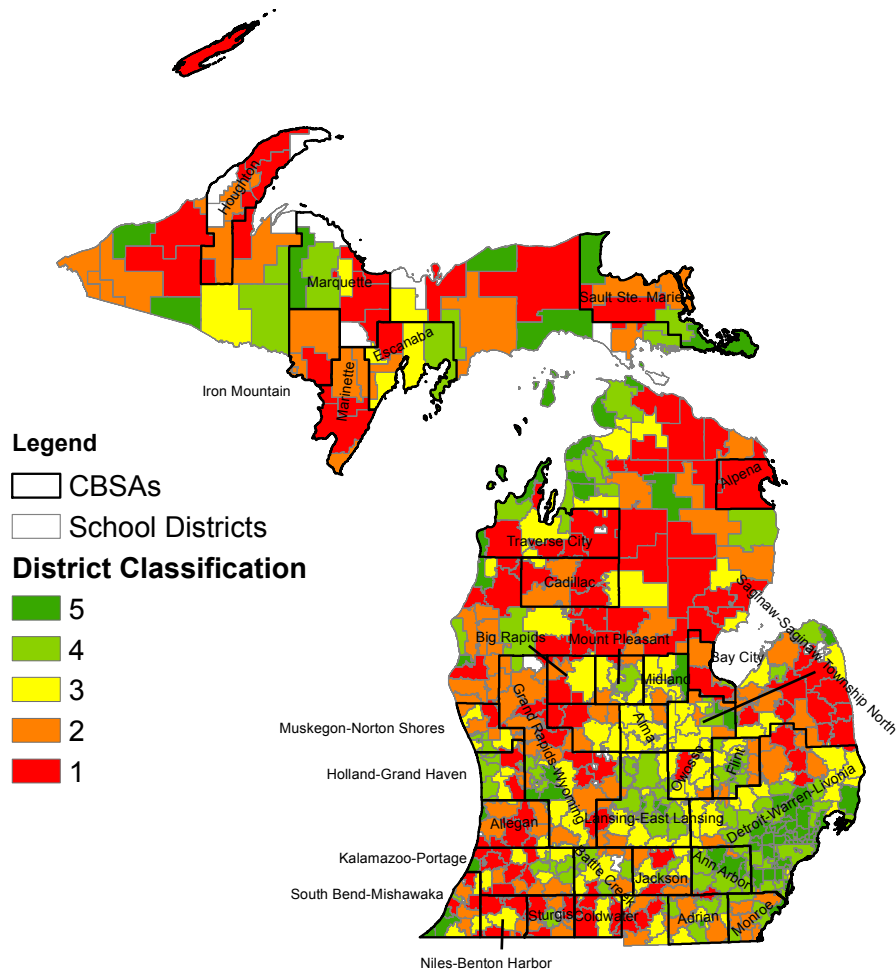 Houghton
Marquette
Sault Ste. Marie
Escanaba
Iron Mountain
Marinette
Legend
CBSAs
School Districts
District Classification
5
4
3
2
1
Alpena
Traverse City
Cadillac
Saginaw-Saginaw Township North
Big Rapids
Mount Pleasant
Bay City
Midland
Grand Rapids-Wyoming
Alma
Muskegon-Norton Shores
Holland-Grand Haven
Owosso
Flint
Detroit-Warren-Livonia
Allegan
Lansing-East Lansing
Kalamazoo-Portage
Battle Creek
Jackson
Ann Arbor
South Bend-Mishawaka
Sturgis
Coldwater
Adrian
Monroe
Niles-Benton Harbor